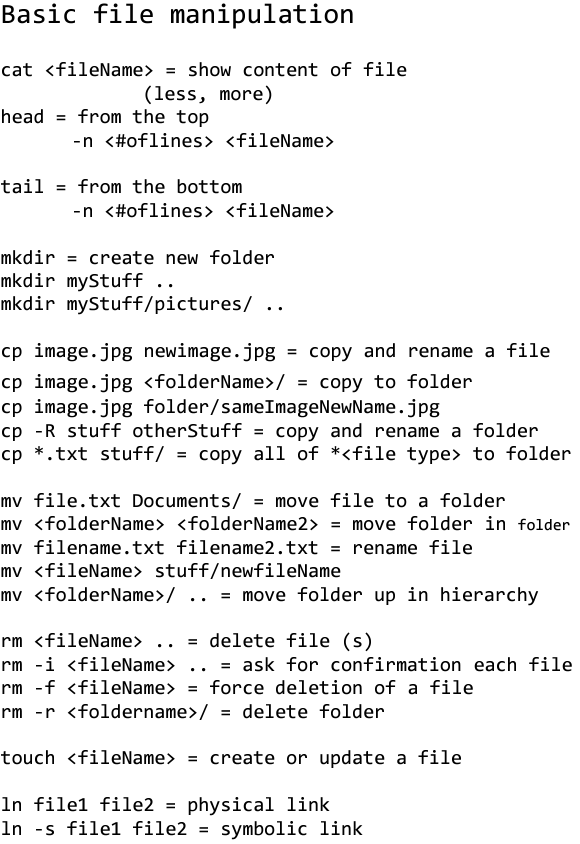 Basic file manipulation
cat <fileName> = show content of file
(less, more)
head = from the top
-n <#oflines> <fileName>
tail = from the bottom
-n <#oflines> <fileName>
mkdir = create new folder
mkdir myStuff ..
mkdir myStuff/pictures/ ..
cp image.jpg newimage.jpg = copy and rename a file
cp image.jpg <folderName>/ = copy to folder
cp image.jpg folder/sameImageNewName.jpg
cp -R stuff otherStuff = copy and rename a folder
cp *.txt stuff/ = copy all of *<file type> to folder
mv file.txt Documents/ = move file to a folder
mv <folderName> <folderName2> = move folder in folder
mv filename.txt filename2.txt = rename file
mv <fileName> stuff/newfileName
mv <folderName>/ .. = move folder up in hierarchy
rm <fileName> .. = delete file (s)
rm -i <fileName> .. = ask for confirmation each file
rm -f <fileName> = force deletion of a file
rm -r <foldername>/ = delete folder
touch <fileName> = create or update a file
ln file1 file2 = physical link
ln -s file1 file2 = symbolic link